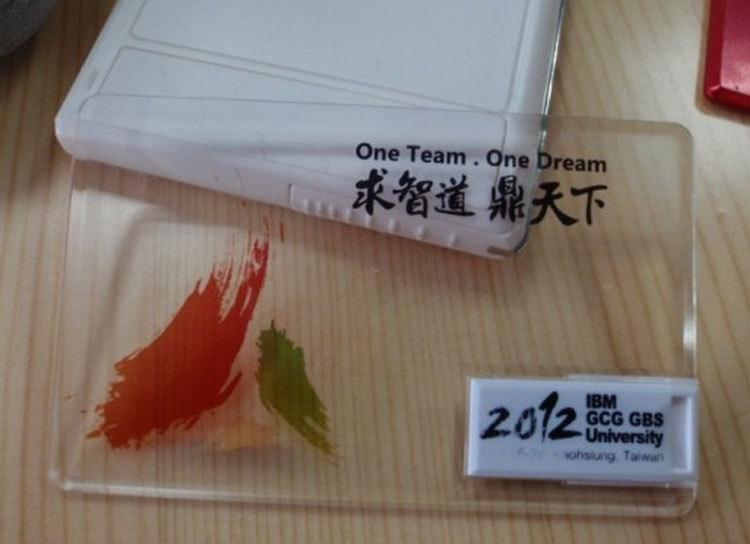 One Team . One Dream
求智道 鼎天下
2012 IBM
GCG GBS
University
Taiwan